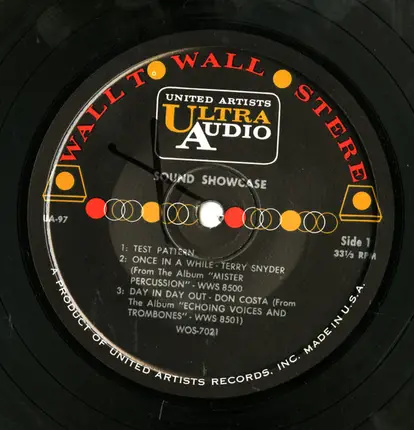 WALL TO WALL STEREO
UNITED ARTISTS
ULTRA
AUDIO
SOUND SHOWCASE
UA-97
Side 1
33⅓ RPM
1: TEST PATTERN
2: ONCE IN A WHILE - TERRY SNYDER
(From The Album "MISTER
PERCUSSION" - WWS 8500
3: DAY IN DAY OUT - DON COSTA (From
The Album "ECHOING VOICES AND
TROMBONES" - WWS 8501)
WOS-7021
A PRODUCT OF UNITED ARTISTS RECORDS, INC. MADE IN U.S.A.